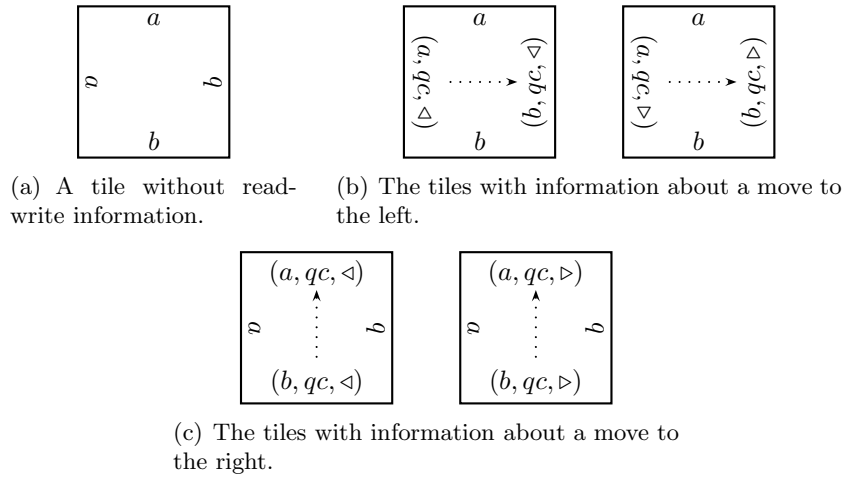 a
a
b
b
a
(a, qc, ◁)
(b, qc, ◁)
b
a
(a, qc, ▷)
(b, qc, ▷)
b
(a) A tile without read-
write information.
(b) The tiles with information about a move to
the left.
(a, qc, ◁)
a
b
(b, qc, ◁)
(a, qc, ▷)
a
b
(b, qc, ▷)
(c) The tiles with information about a move to
the right.